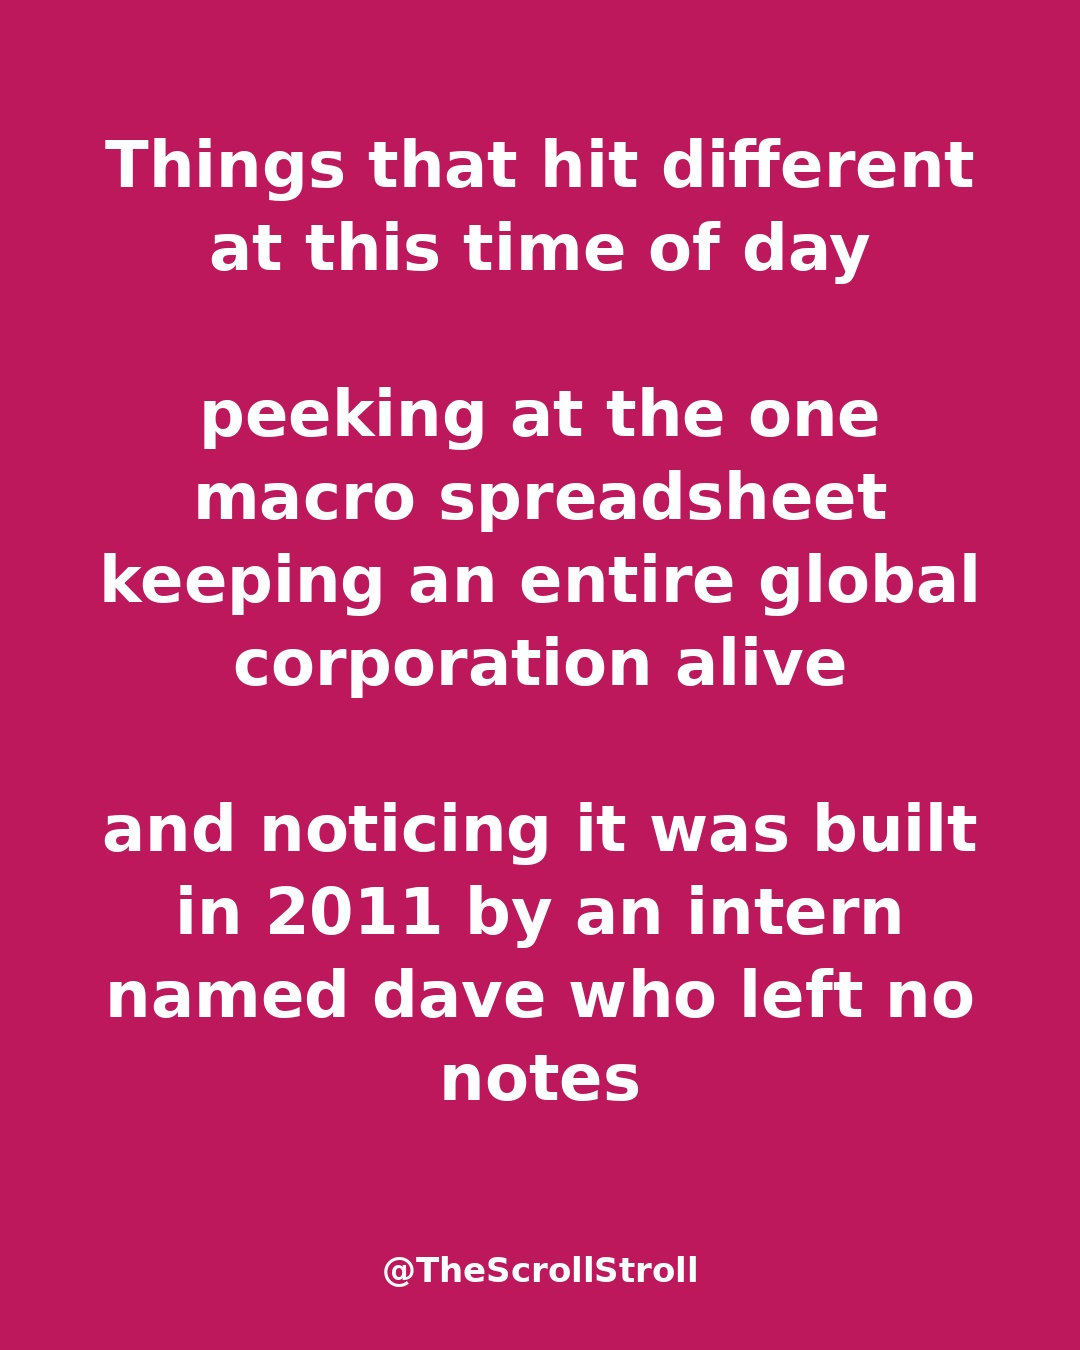 Things that hit different
at this time of day
peeking at the one
macro spreadsheet
keeping an entire global
corporation alive
and noticing it was built
in 2011 by an intern
named dave who left no
notes
@TheScrollStroll